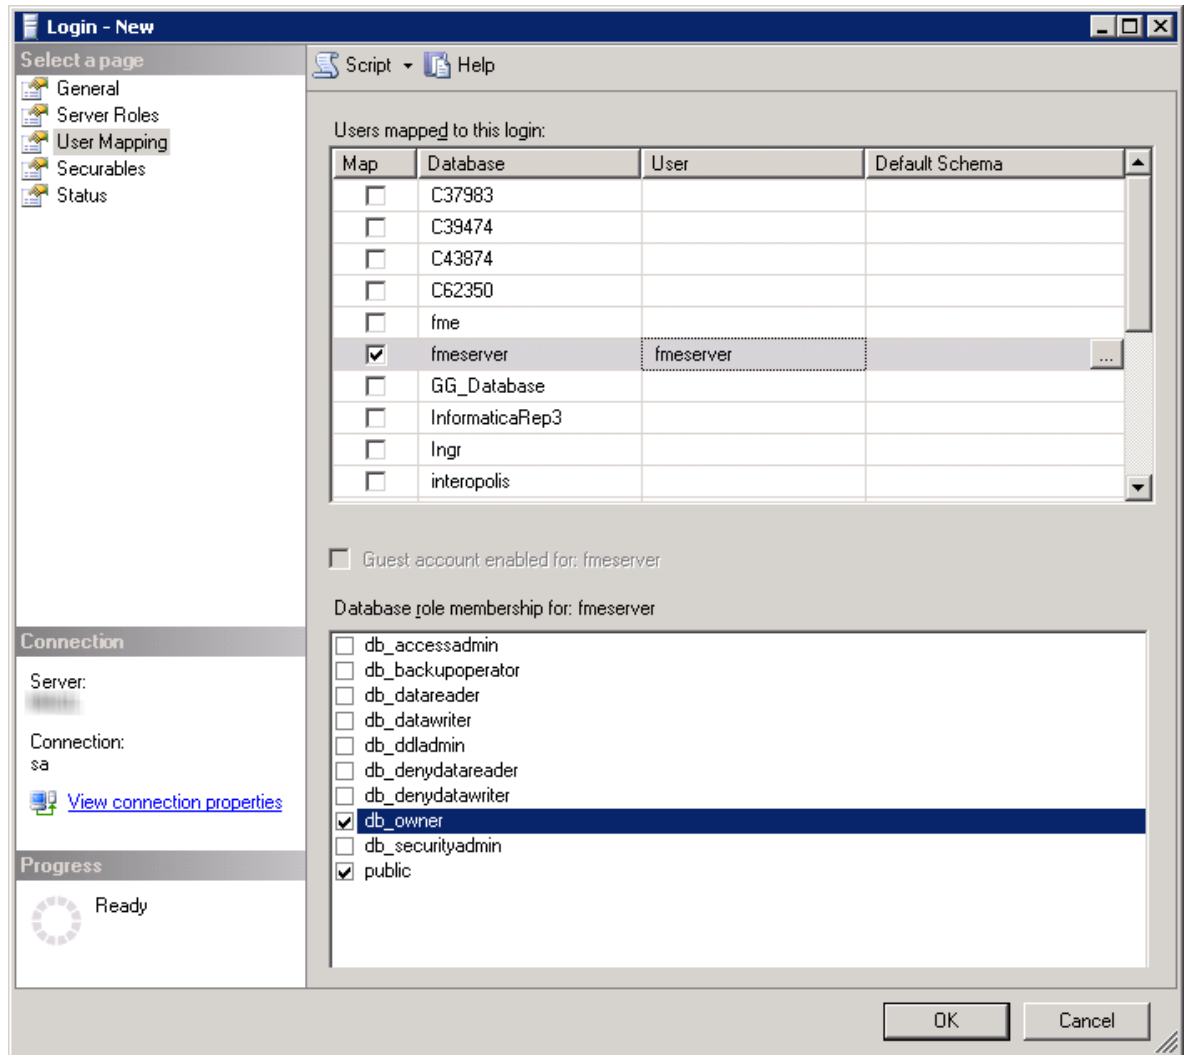 Login - New
Select a page
General
Server Roles
User Mapping
Securables
Status
Script Help
Users mapped to this login:
Map Database User Default Schema
C37983
C39474
C43874
C62350
fme
fmeserver fmeserver ...
GG_Database
InformaticaRep3
Ingr
interopolis
Guest account enabled for: fmeserver
Database role membership for: fmeserver
db_accessadmin
db_backupoperator
db_datareader
db_datawriter
db_ddladmin
db_denydatareader
db_denydatawriter
db_owner
db_securityadmin
public
Connection
Server:
Connection:
sa
View connection properties
Progress
Ready
OK Cancel